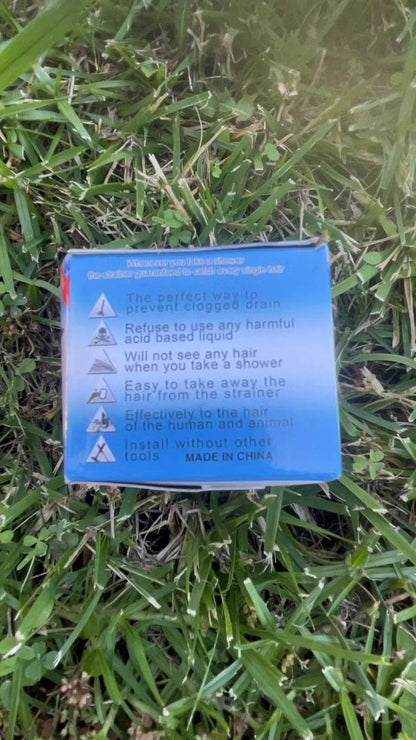 Whenever you take a shower
the strainer guaranteed to catch every single hair
The perfect way to
prevent clogged drain
Refuse to use any harmful
acid based liquid
Will not see any hair
when you take a shower
Easy to take away the
hair from the strainer
Effectively to the hair
of the human and animal
Install without other
tools MADE IN CHINA